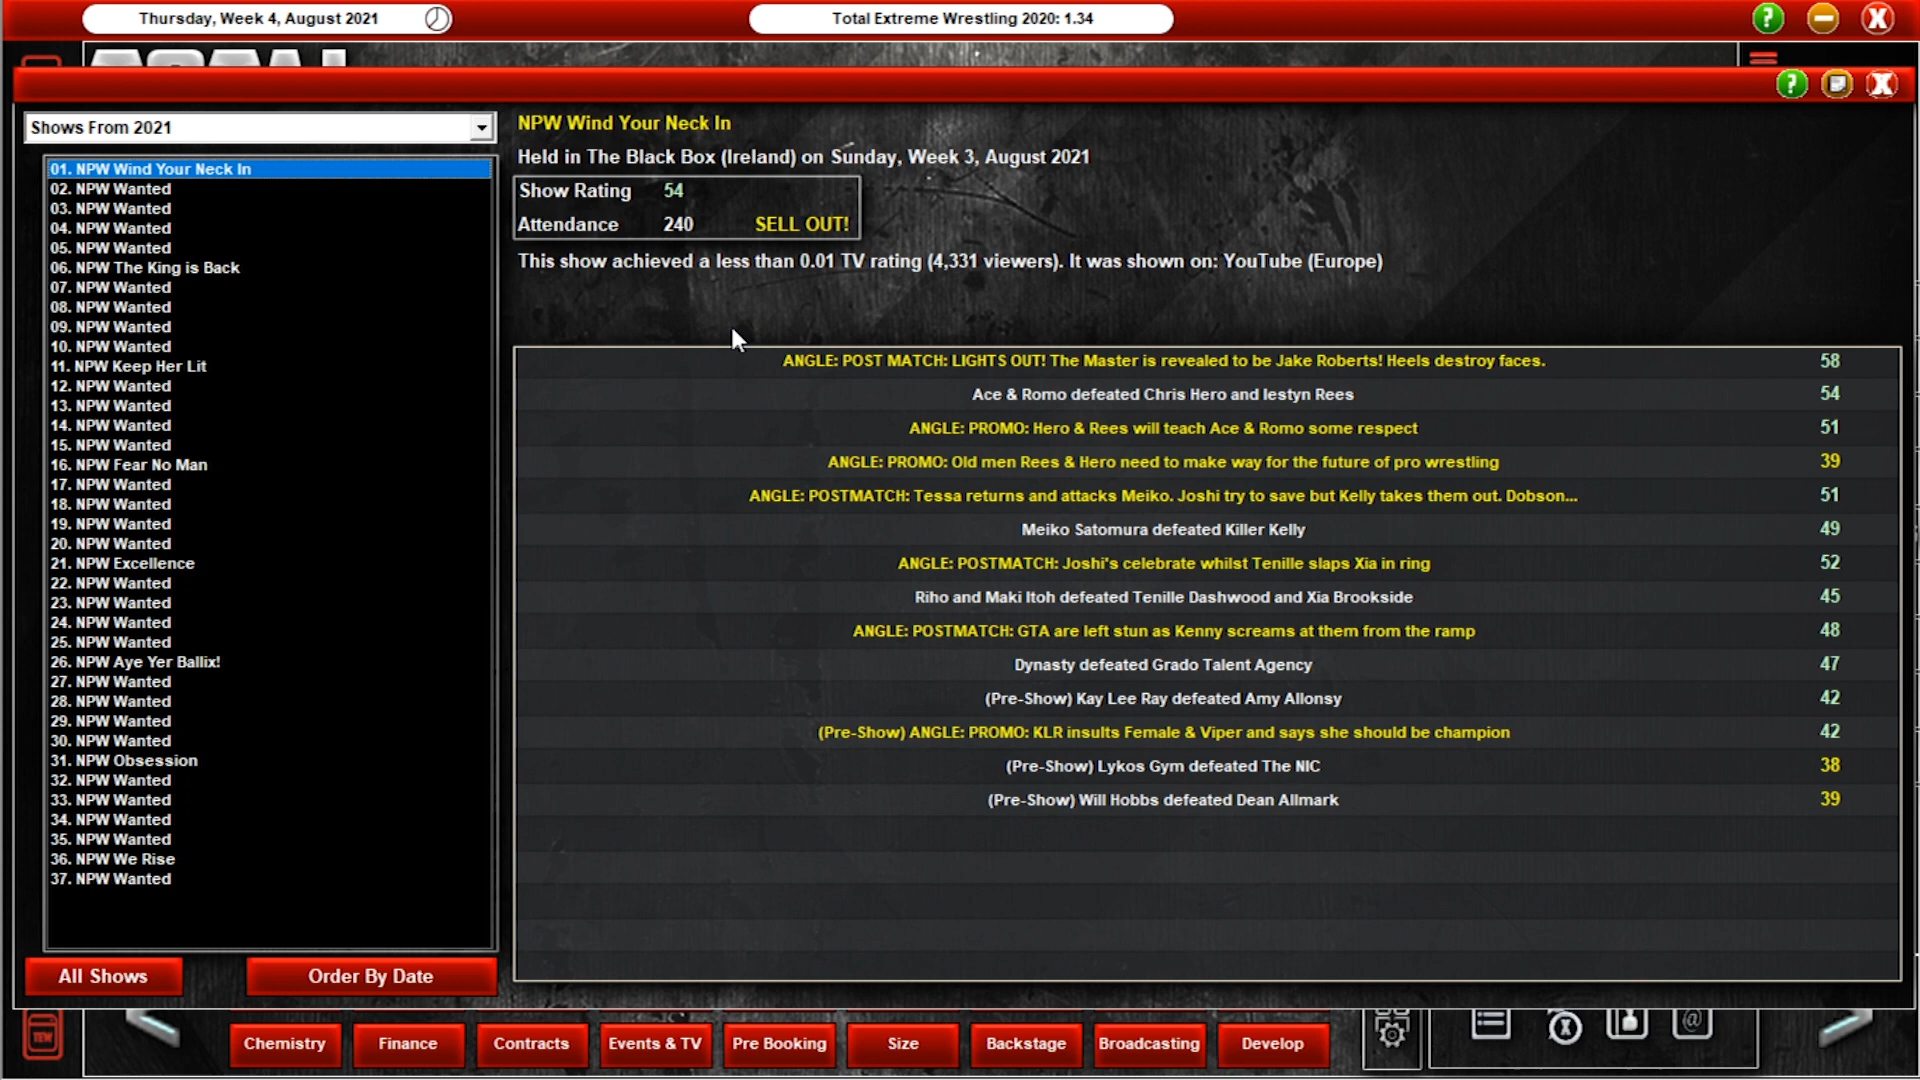 Thursday, Week 4, August 2021
Total Extreme Wrestling 2020: 1.34
Shows From 2021
01. NPW Wind Your Neck In
02. NPW Wanted
03. NPW Wanted
04. NPW Wanted
05. NPW Wanted
06. NPW The King is Back
07. NPW Wanted
08. NPW Wanted
09. NPW Wanted
10. NPW Wanted
11. NPW Keep Her Lit
12. NPW Wanted
13. NPW Wanted
14. NPW Wanted
15. NPW Wanted
16. NPW Fear No Man
17. NPW Wanted
18. NPW Wanted
19. NPW Wanted
20. NPW Wanted
21. NPW Excellence
22. NPW Wanted
23. NPW Wanted
24. NPW Wanted
25. NPW Wanted
26. NPW Aye Yer Ballix!
27. NPW Wanted
28. NPW Wanted
29. NPW Wanted
30. NPW Wanted
31. NPW Obsession
32. NPW Wanted
33. NPW Wanted
34. NPW Wanted
35. NPW Wanted
36. NPW We Rise
37. NPW Wanted
All Shows
Order By Date
NPW Wind Your Neck In
Held in The Black Box (Ireland) on Sunday, Week 3, August 2021
Show Rating 54
Attendance 240 SELL OUT!
This show achieved a less than 0.01 TV rating (4,331 viewers). It was shown on: YouTube (Europe)
ANGLE: POST MATCH: LIGHTS OUT! The Master is revealed to be Jake Roberts! Heels destroy faces. 58
Ace & Romo defeated Chris Hero and Iestyn Rees 54
ANGLE: PROMO: Hero & Rees will teach Ace & Romo some respect 51
ANGLE: PROMO: Old men Rees & Hero need to make way for the future of pro wrestling 39
ANGLE: POSTMATCH: Tessa returns and attacks Meiko. Joshi try to save but Kelly takes them out. Dobson... 51
Meiko Satomura defeated Killer Kelly 49
ANGLE: POSTMATCH: Joshi's celebrate whilst Tenille slaps Xia in ring 52
Riho and Maki Itoh defeated Tenille Dashwood and Xia Brookside 45
ANGLE: POSTMATCH: GTA are left stun as Kenny screams at them from the ramp 48
Dynasty defeated Grado Talent Agency 47
(Pre-Show) Kay Lee Ray defeated Amy Allonsy 42
(Pre-Show) ANGLE: PROMO: KLR insults Female & Viper and says she should be champion 42
(Pre-Show) Lykos Gym defeated The NIC 38
(Pre-Show) Will Hobbs defeated Dean Allmark 39
TEW
Chemistry
Finance
Contracts
Events & TV
Pre Booking
Size
Backstage
Broadcasting
Develop